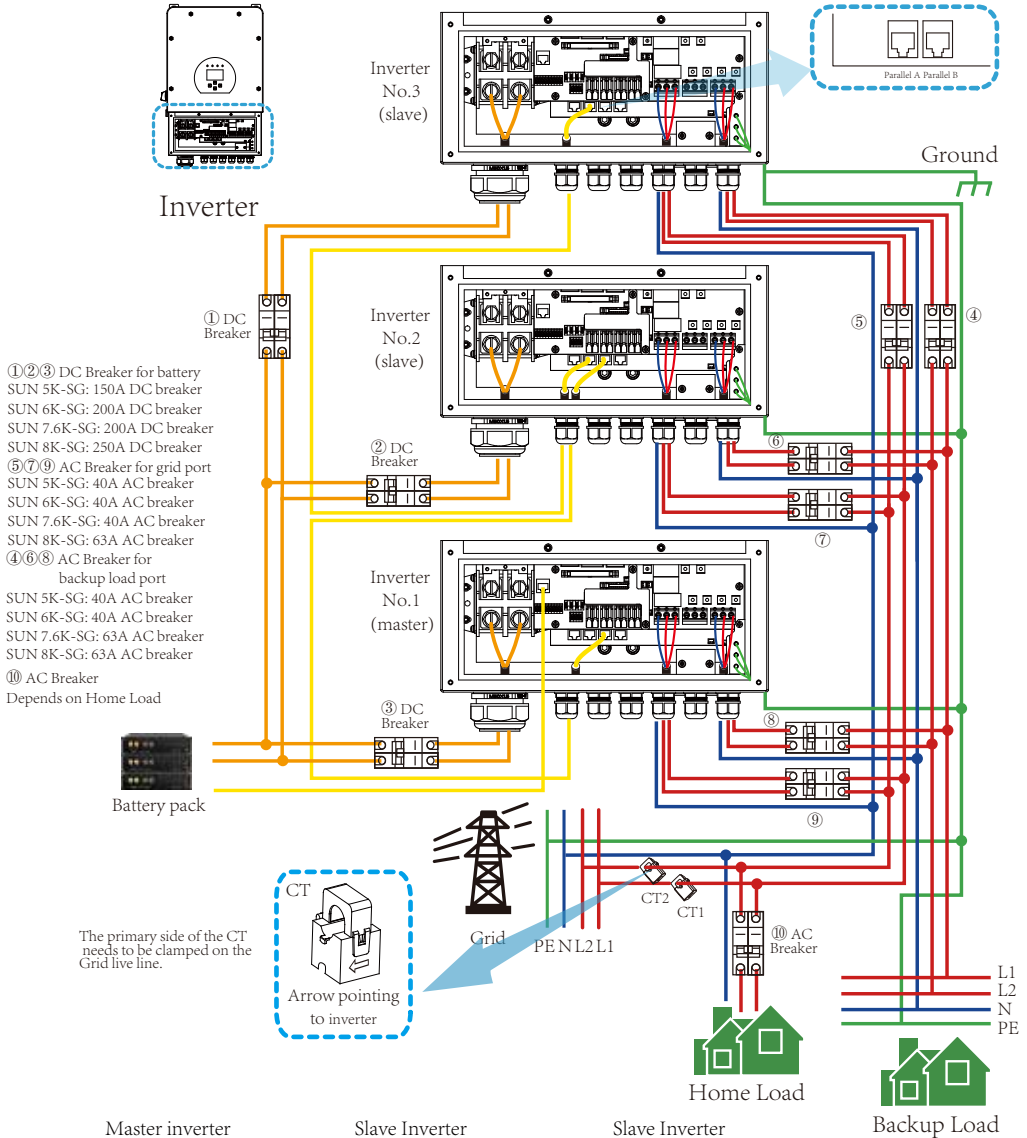 Inverter
No.3
(slave)
Parallel A Parallel B
Ground
Inverter
① DC
Breaker
Inverter
No.2
(slave)
⑤
④
①②③ DC Breaker for battery
SUN 5K-SG: 150A DC breaker
SUN 6K-SG: 200A DC breaker
SUN 7.6K-SG: 200A DC breaker
SUN 8K-SG: 250A DC breaker
⑤⑦⑨ AC Breaker for grid port
SUN 5K-SG: 40A AC breaker
SUN 6K-SG: 40A AC breaker
SUN 7.6K-SG: 40A AC breaker
SUN 8K-SG: 63A AC breaker
④⑥⑧ AC Breaker for
backup load port
SUN 5K-SG: 40A AC breaker
SUN 6K-SG: 40A AC breaker
SUN 7.6K-SG: 63A AC breaker
SUN 8K-SG: 63A AC breaker
⑩ AC Breaker
Depends on Home Load
② DC
Breaker
⑥
⑦
Inverter
No.1
(master)
③ DC
Breaker
⑧
⑨
Battery pack
CT
Arrow pointing
to inverter
The primary side of the CT
needs to be clamped on the
Grid live line.
Grid
PE N L2 L1
CT2
CT1
⑩ AC
Breaker
L1
L2
N
PE
Home Load
Backup Load
Master inverter
Slave Inverter
Slave Inverter